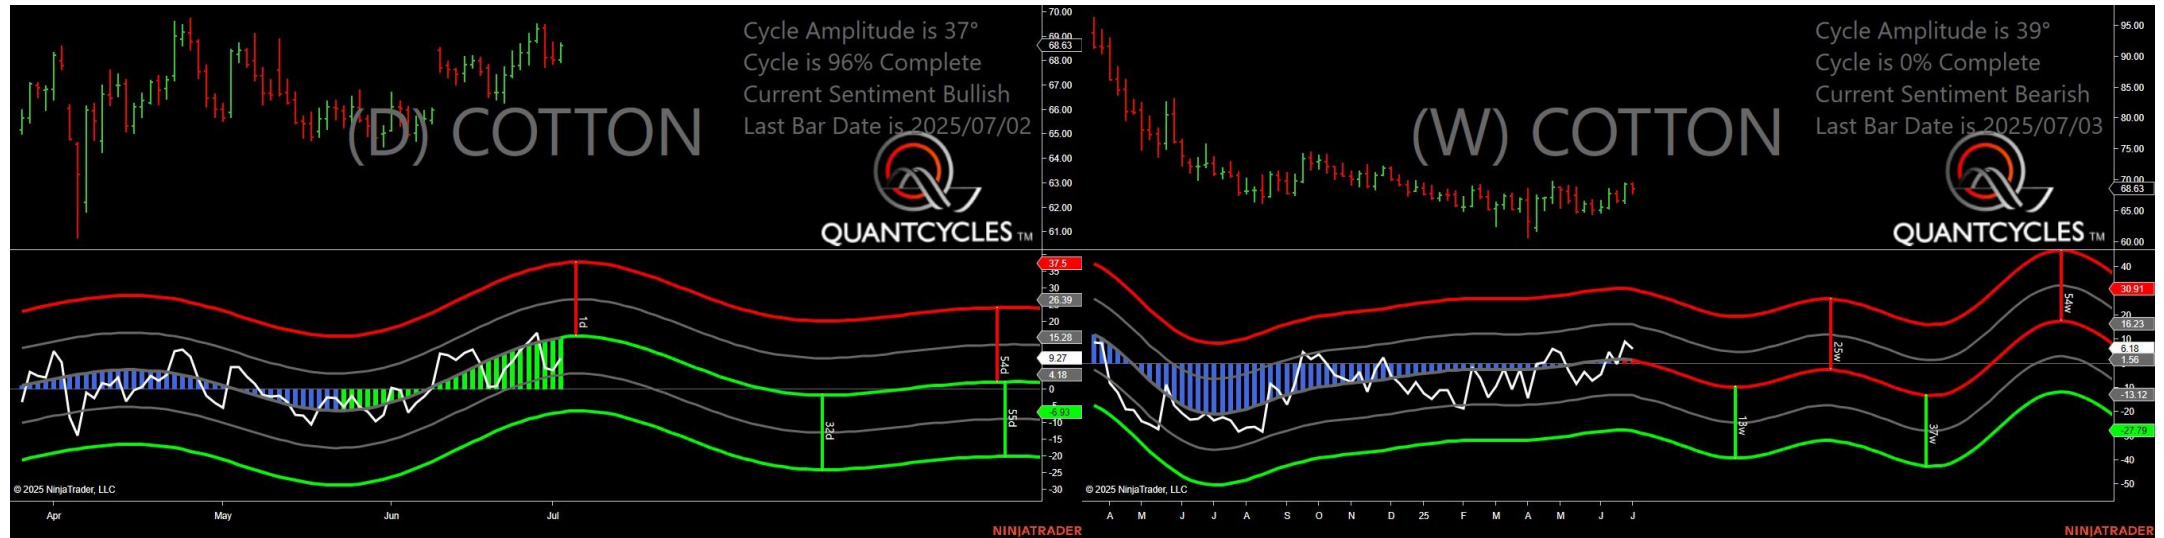 Cycle Amplitude is 37°
Cycle is 96% Complete
Current Sentiment Bullish
Last Bar Date is 2025/07/02
(D) COTTON
QUANTCYCLES TM
70.00
69.00
68.63
68.00
67.00
66.00
65.00
64.00
63.00
62.00
61.00
37.5
35
26.39
20
15.28
9.27
4.18
0
-6.93
-10
-15
-20
-25
-30
1d
32d
54d
55d
© 2025 NinjaTrader, LLC
Apr May Jun Jul
NINJATRADER
Cycle Amplitude is 39°
Cycle is 0% Complete
Current Sentiment Bearish
Last Bar Date is 2025/07/03
(W) COTTON
QUANTCYCLES TM
95.00
90.00
85.00
80.00
75.00
70.00
68.63
65.00
60.00
40
30.91
20
16.23
10
6.18
1.56
-13.12
-20
-27.79
-40
-50
13w
25w
37w
54w
© 2025 NinjaTrader, LLC
A M J J A S O N D 25 F M A M J J
NINJATRADER